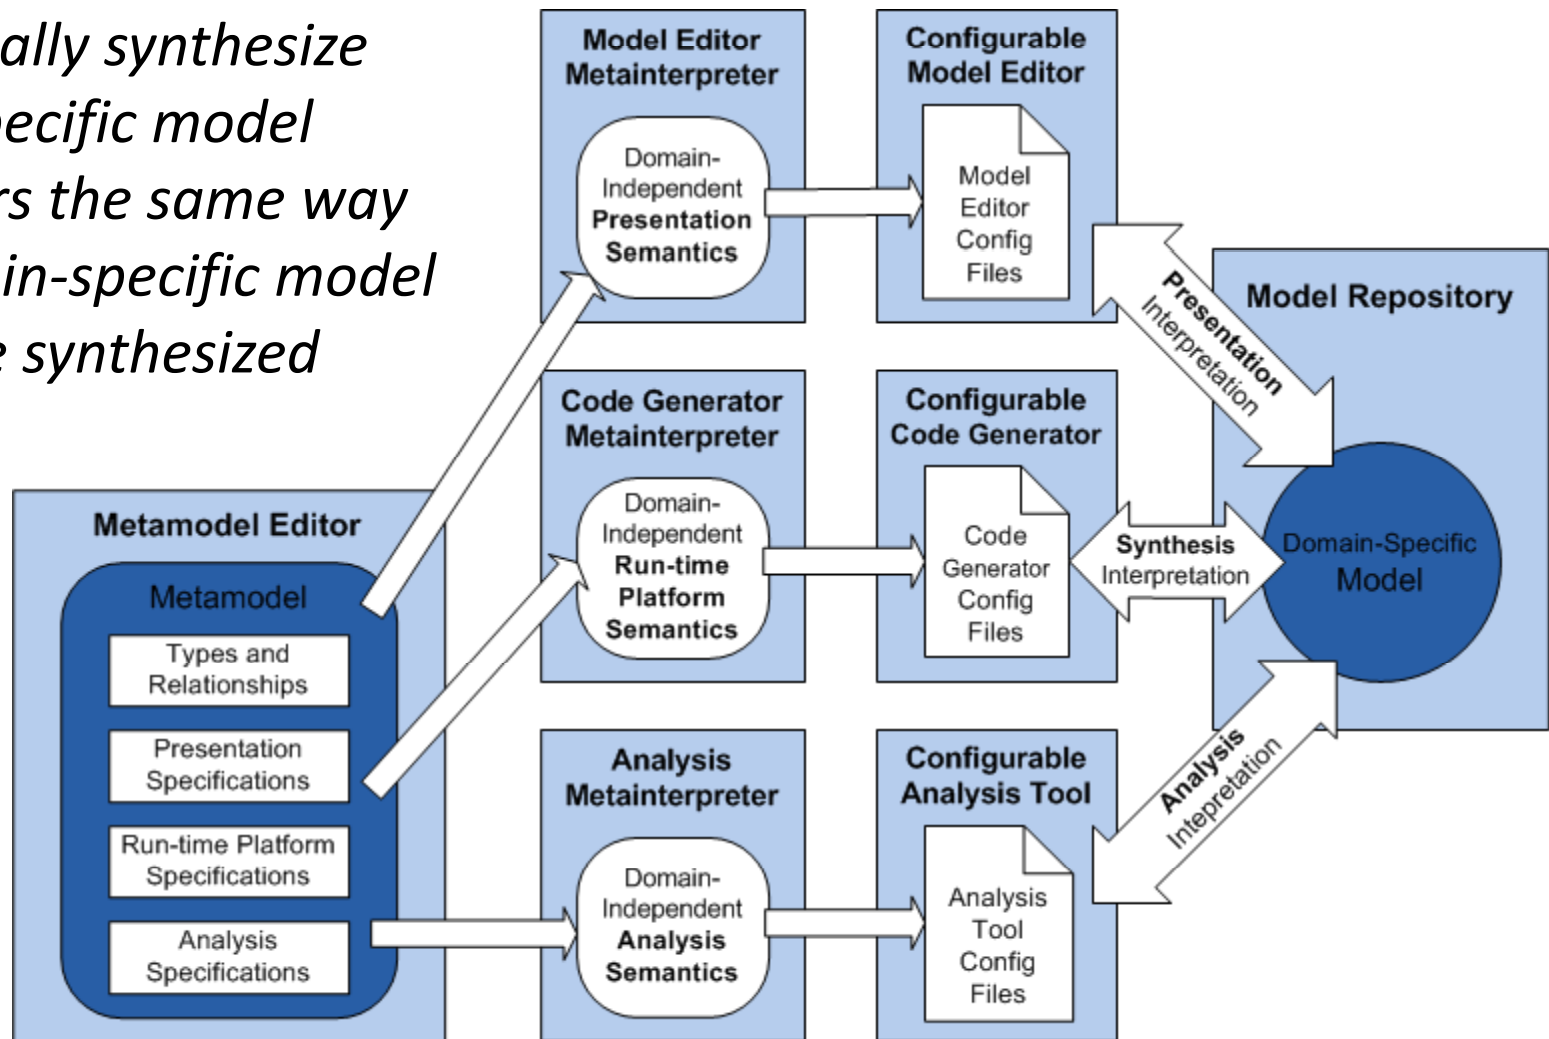 ally synthesize
pecific model
rs the same way
in-specific model
e synthesized
Model Editor
Metainterpreter
Domain-
Independent
Presentation
Semantics
Configurable
Model Editor
Model
Editor
Config
Files
Presentation
Interpretation
Model Repository
Domain-Specific
Model
Code Generator
Metainterpreter
Domain-
Independent
Run-time
Platform
Semantics
Configurable
Code Generator
Code
Generator
Config
Files
Synthesis
Interpretation
Metamodel Editor
Metamodel
Types and
Relationships
Presentation
Specifications
Run-time Platform
Specifications
Analysis
Specifications
Analysis
Metainterpreter
Domain-
Independent
Analysis
Semantics
Configurable
Analysis Tool
Analysis
Tool
Config
Files
Analysis
Intepretation